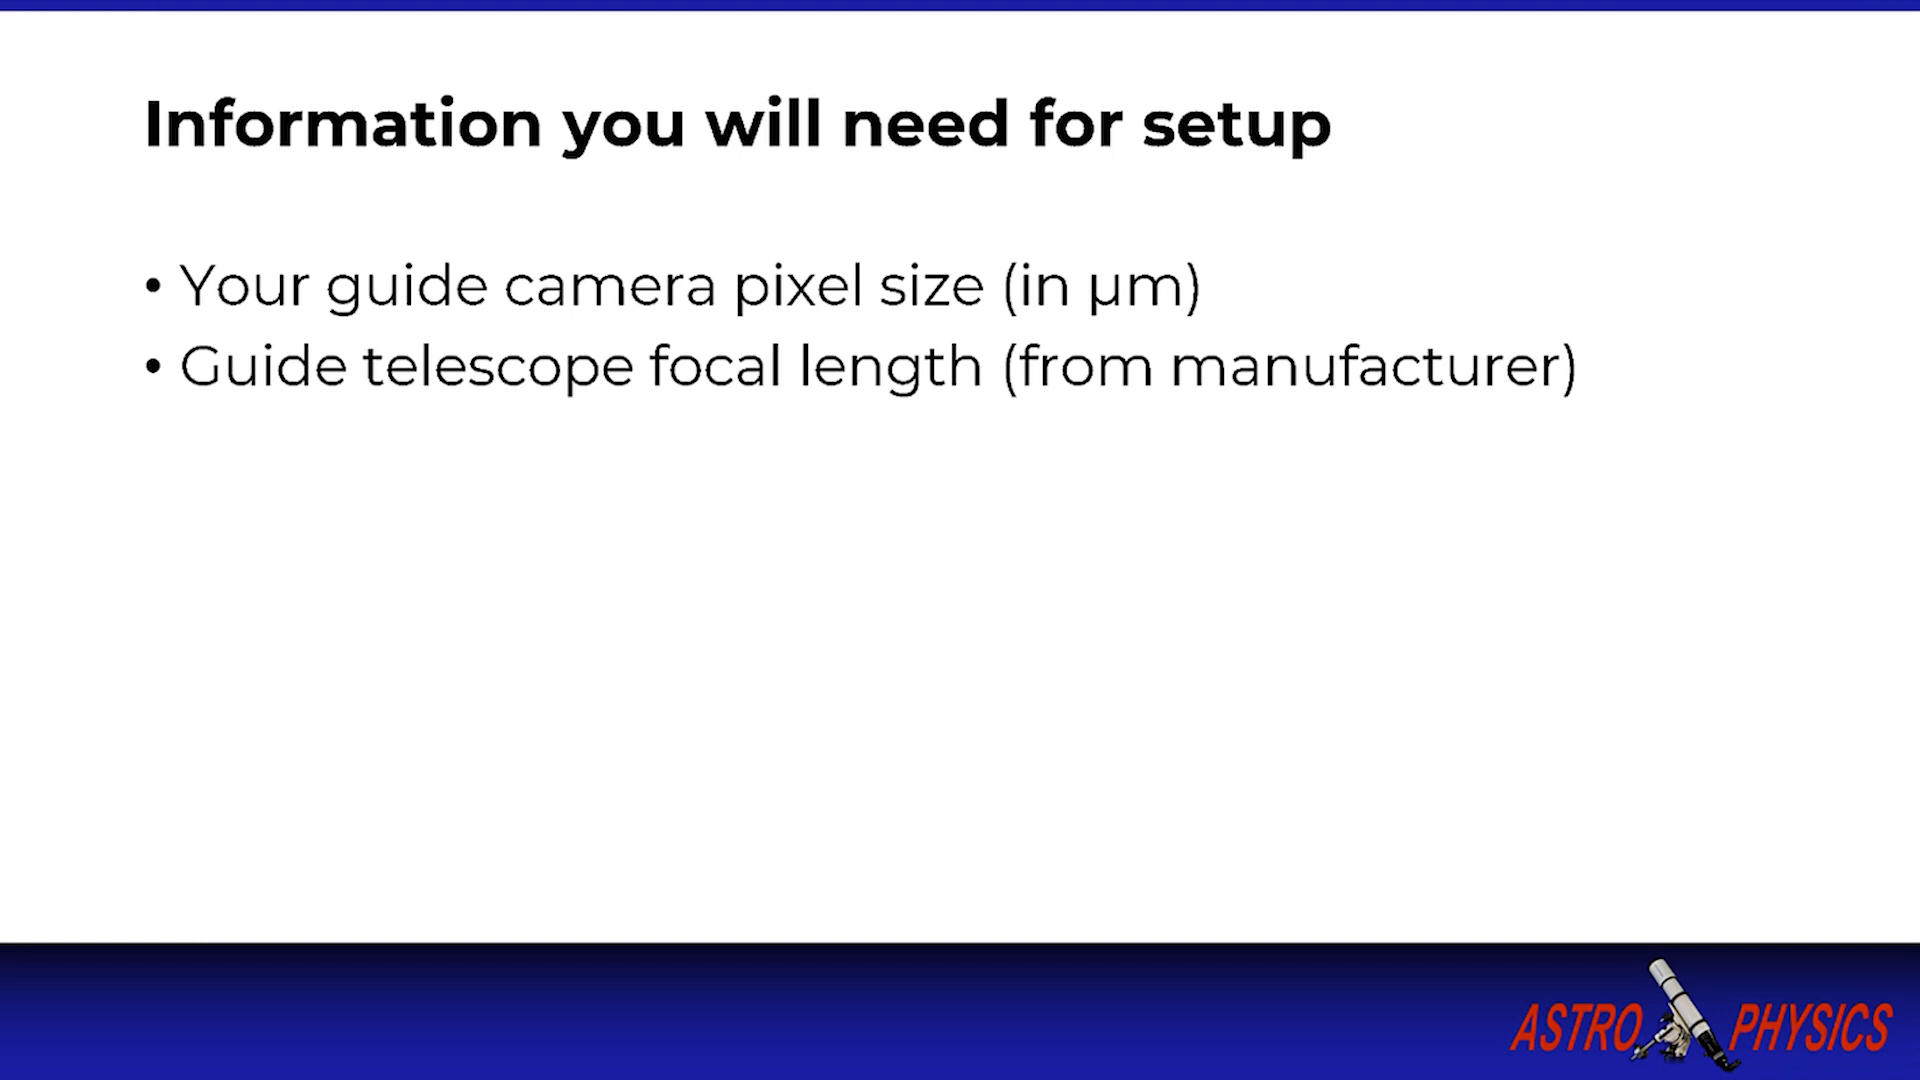 Information you will need for setup
• Your guide camera pixel size (in µm)
• Guide telescope focal length (from manufacturer)
ASTRO PHYSICS